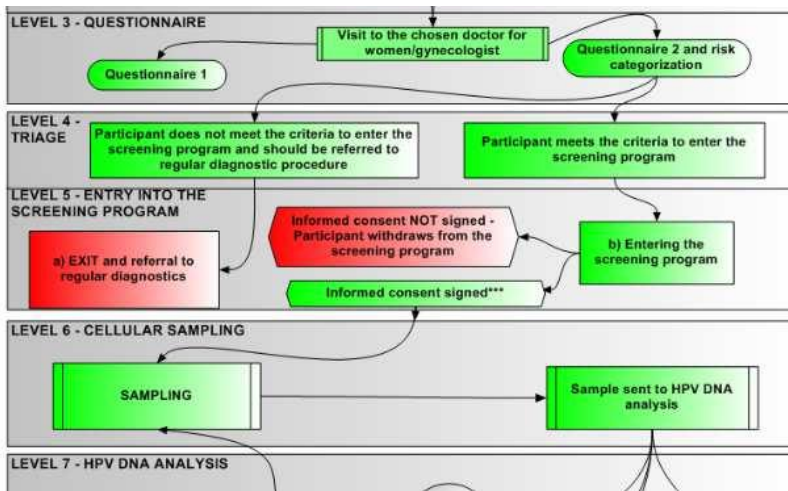 LEVEL 3 - QUESTIONNAIRE
Visit to the chosen doctor for
women/gynecologist
Questionnaire 1
Questionnaire 2 and risk
categorization
LEVEL 4 -
TRIAGE
Participant does not meet the criteria to enter the
screening program and should be referred to
regular diagnostic procedure
Participant meets the criteria to enter the
screening program
LEVEL 5 - ENTRY INTO THE
SCREENING PROGRAM
Informed consent NOT signed -
Participant withdraws from the
screening program
a) EXIT and referral to
regular diagnostics
b) Entering the
screening program
Informed consent signed***
LEVEL 6 - CELLULAR SAMPLING
SAMPLING
Sample sent to HPV DNA
analysis
LEVEL 7 - HPV DNA ANALYSIS